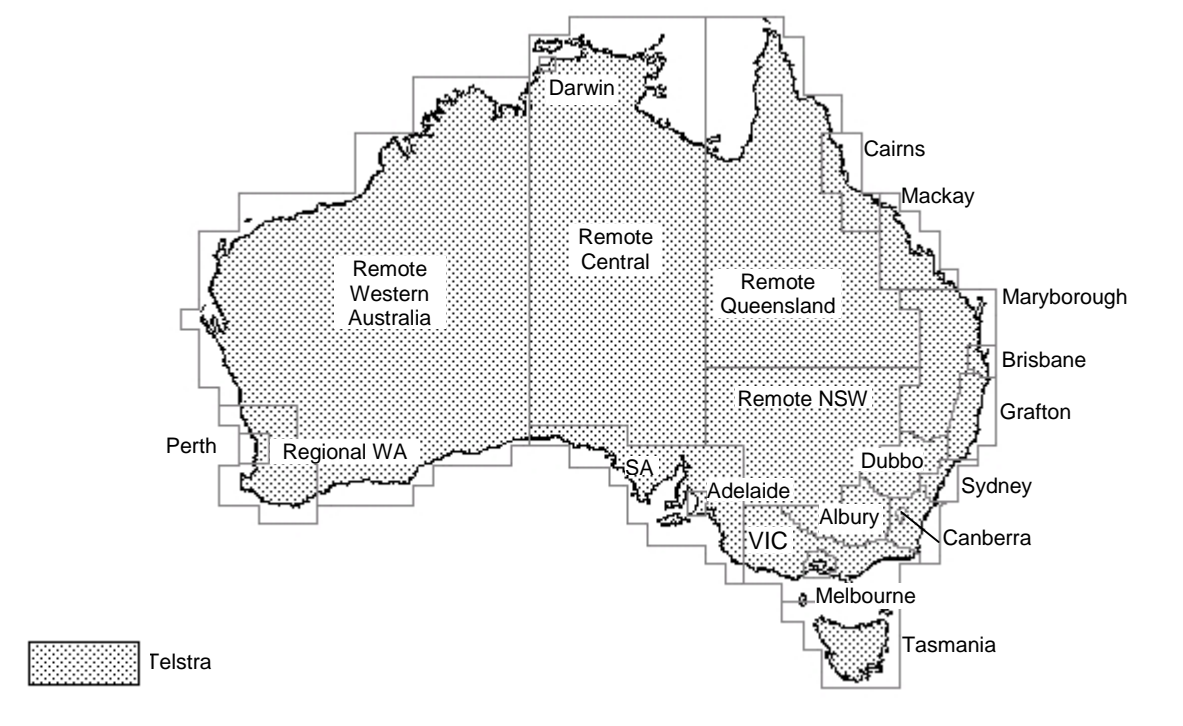 Darwin
Cairns
Mackay
Remote
Central
Remote
Western
Australia
Remote
Queensland
Maryborough
Brisbane
Remote NSW
Grafton
Perth
Regional WA
Dubbo
SA
Adelaide
Sydney
Albury
VIC
Canberra
Melbourne
Tasmania
Telstra